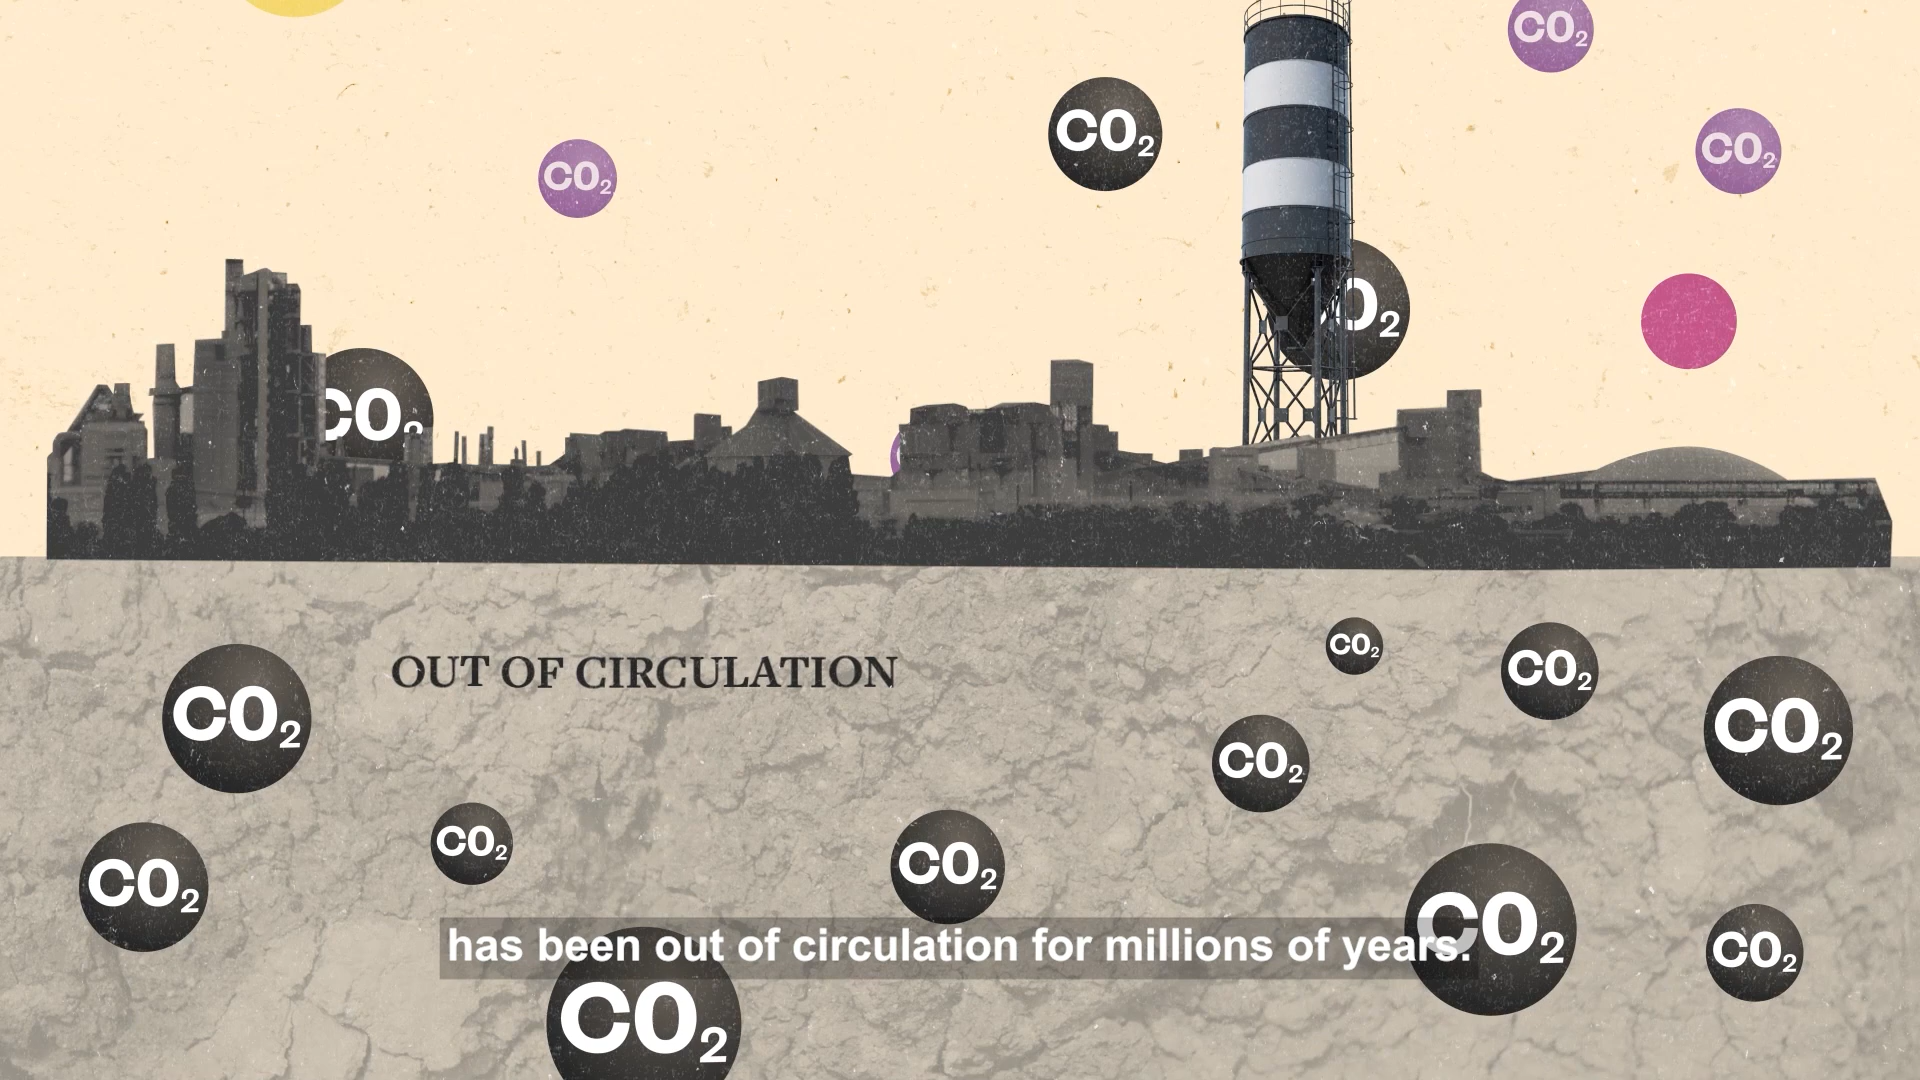 CO₂
CO₂
CO₂
CO₂
O₂
CO₂
OUT OF CIRCULATION
CO₂
CO₂
CO₂
CO₂
CO₂
CO₂
CO₂
CO₂
CO₂
CO₂
has been out of circulation for millions of years.
CO₂